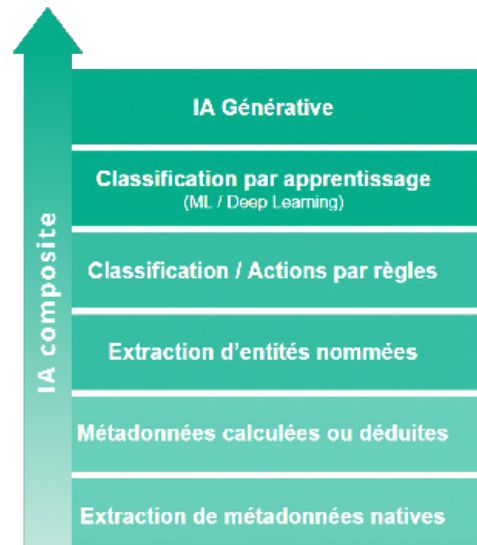 IA composite
IA Générative
Classification par apprentissage
(ML / Deep Learning)
Classification / Actions par règles
Extraction d'entités nommées
Métadonnées calculées ou déduites
Extraction de métadonnées natives